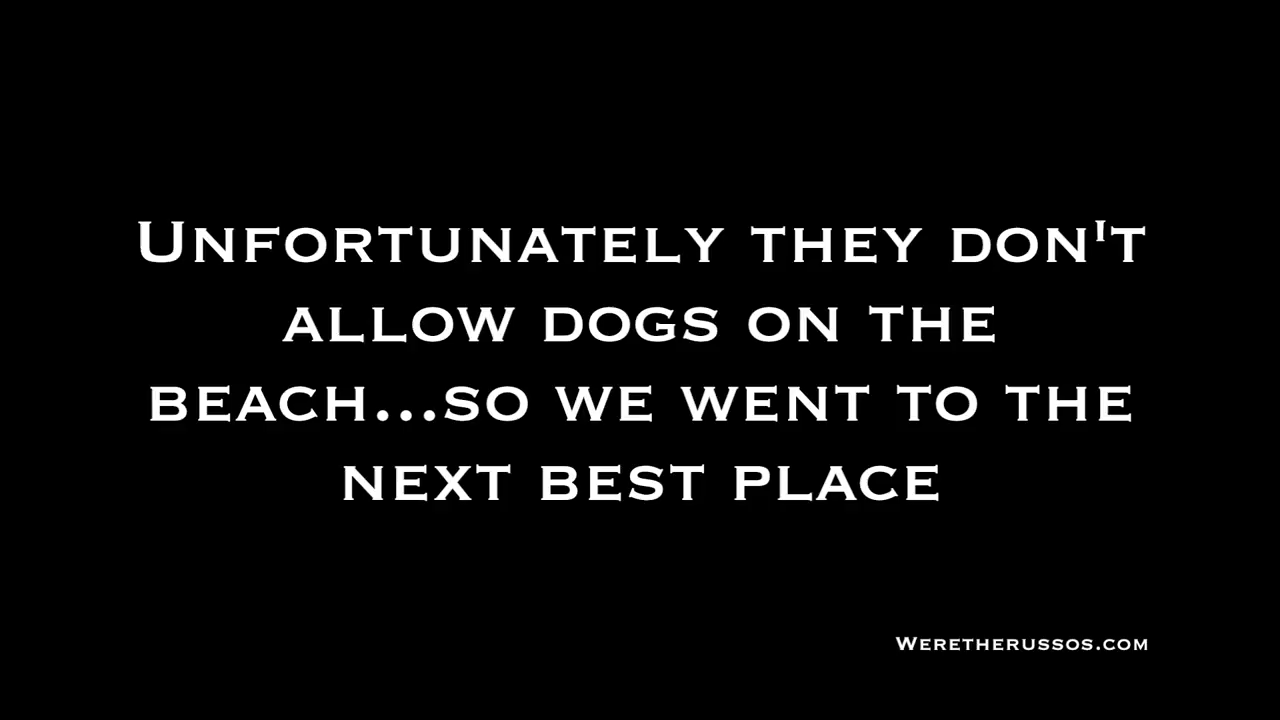 Unfortunately they don't
allow dogs on the
beach...so we went to the
next best place
Weretherussos.com